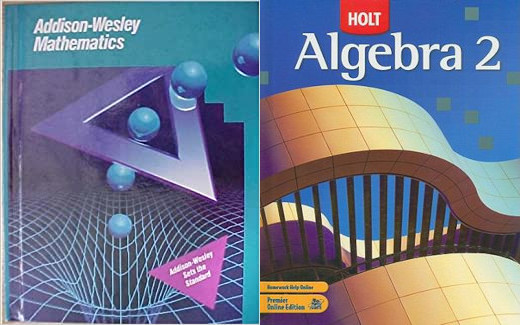 Addison-Wesley
Mathematics
Addison-Wesley
Sets the
Standard
HOLT
Algebra 2
Homework Help Online
Premier
Online Edition